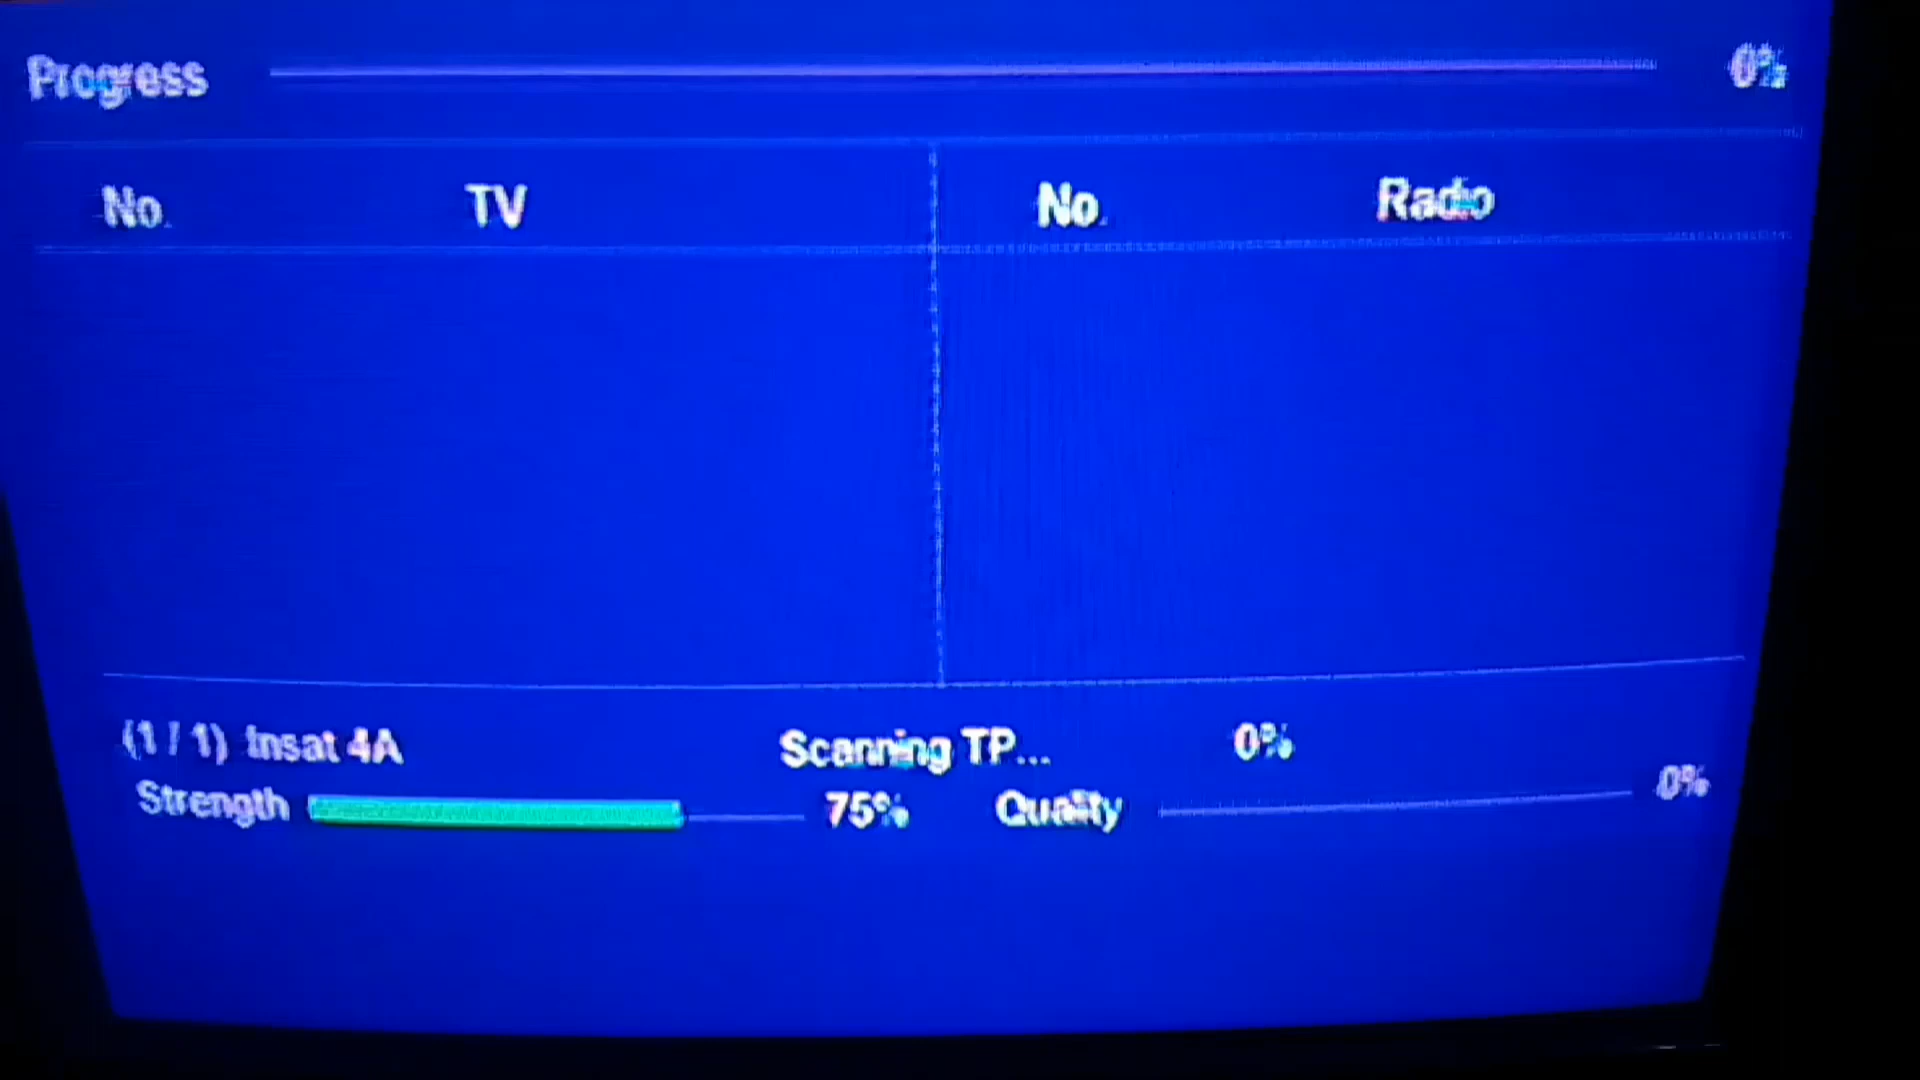 Progress 0%
No. TV No. Radio
(1 / 1) Insat 4A Scanning TP... 0%
Strength 75% Quality 0%